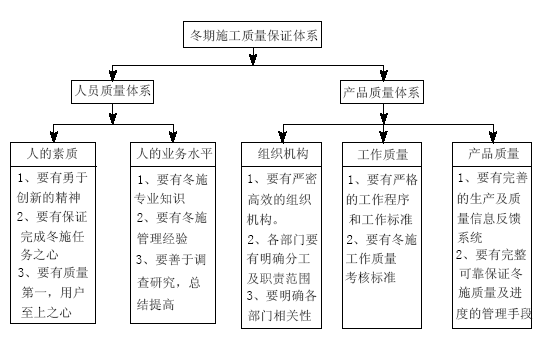 冬期施工质量保证体系
人员质量体系
产品质量体系
人的素质
1、要有勇于
创新的精神
2、要有保证
完成冬施任
务之心
3、要有质量
第一，用户
至上之心
人的业务水平
1、要有冬施
专业知识
2、要有冬施
管理经验
3、要善于调
查研究，总
结提高
组织机构
1、要有严密
高效的组织
机构。
2、各部门要
有明确分工
及职责范围
3、要明确各
部门相关性
工作质量
1、要有严格
的工作程序
和工作标准
2、要有冬施
工作质量
考核标准
产品质量
1、要有完善
的生产及质
量信息反馈
系统
2、要有完整
可靠保证冬
施质量及进
度的管理手段